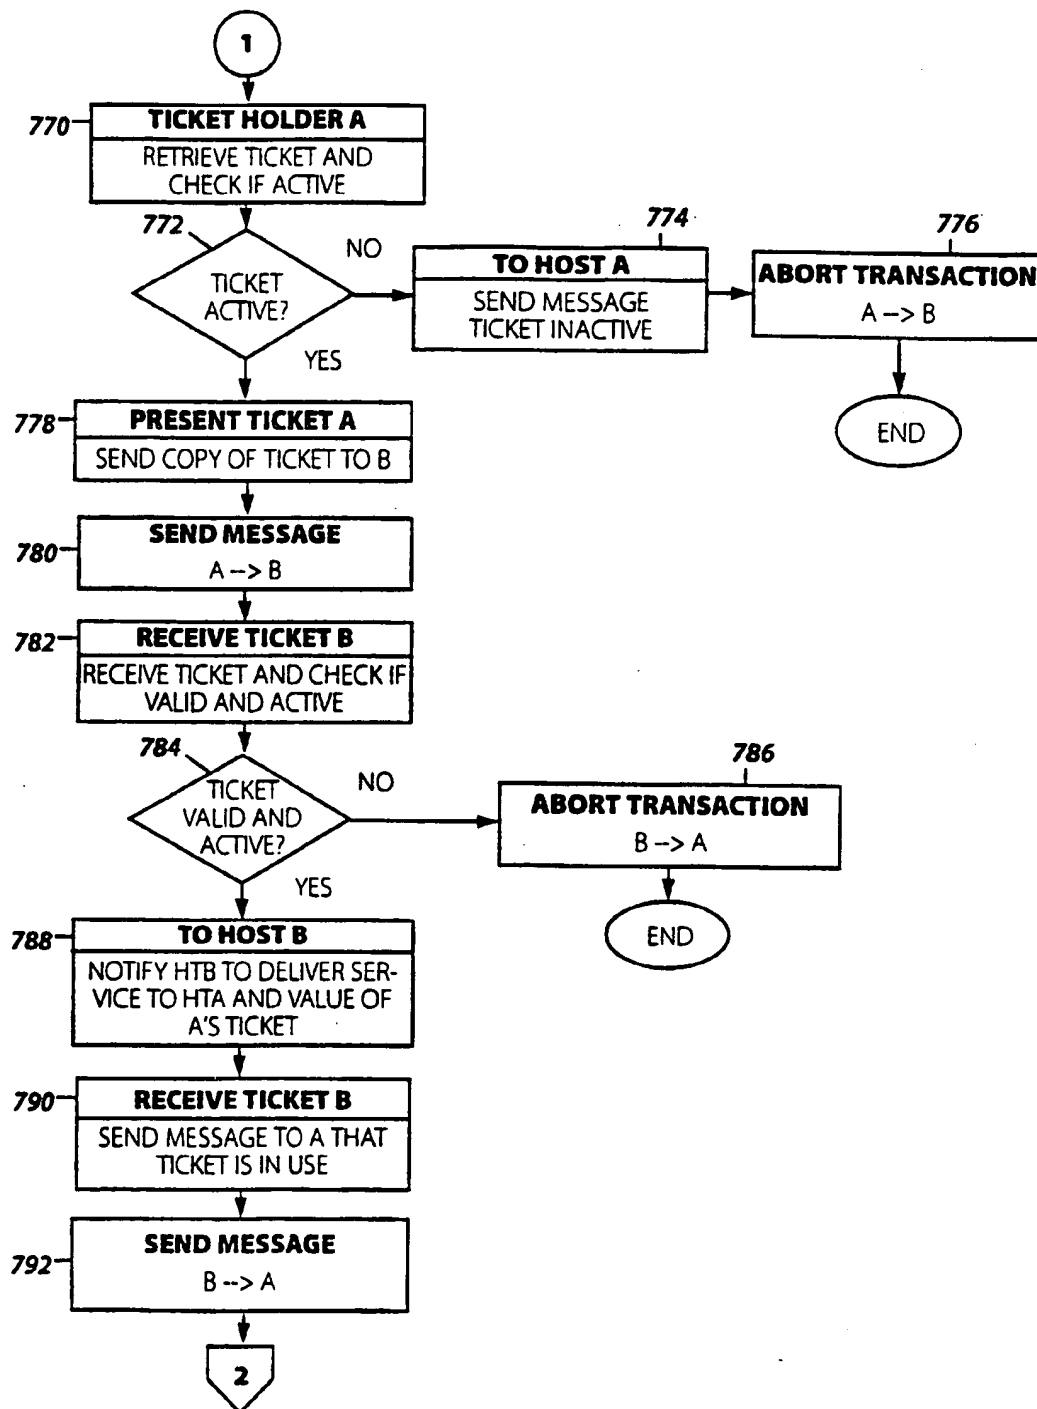 1
770
TICKET HOLDER A
RETRIEVE TICKET AND
CHECK IF ACTIVE
772
TICKET
ACTIVE?
NO
YES
774
TO HOST A
SEND MESSAGE
TICKET INACTIVE
776
ABORT TRANSACTION
A --> B
END
778
PRESENT TICKET A
SEND COPY OF TICKET TO B
780
SEND MESSAGE
A --> B
782
RECEIVE TICKET B
RECEIVE TICKET AND CHECK IF
VALID AND ACTIVE
784
TICKET
VALID AND
ACTIVE?
NO
YES
786
ABORT TRANSACTION
B --> A
END
788
TO HOST B
NOTIFY HTB TO DELIVER SER-
VICE TO HTA AND VALUE OF
A'S TICKET
790
RECEIVE TICKET B
SEND MESSAGE TO A THAT
TICKET IS IN USE
792
SEND MESSAGE
B --> A
2